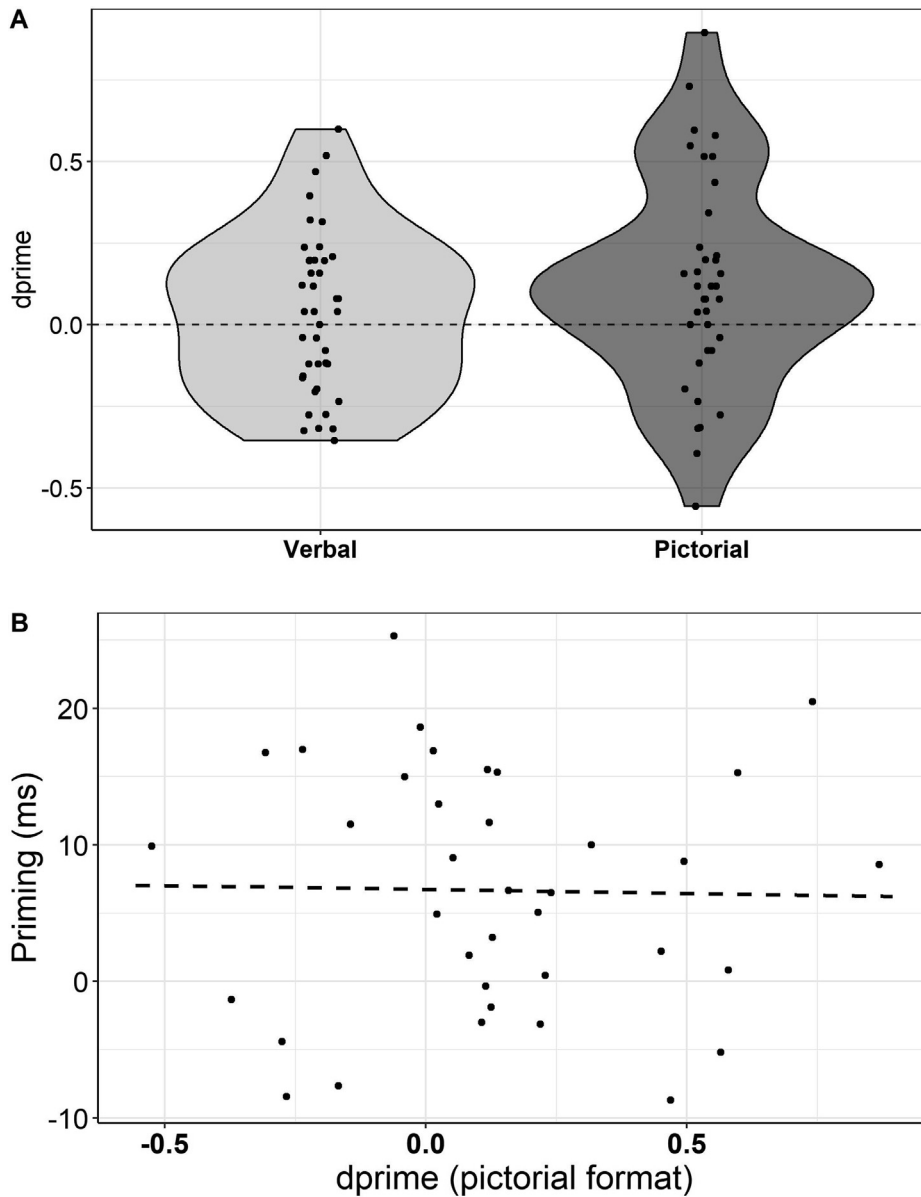 A
dprime
0.5
0.0
-0.5
Verbal Pictorial
B
Priming (ms)
20
10
0
-10
-0.5 0.0 0.5
dprime (pictorial format)